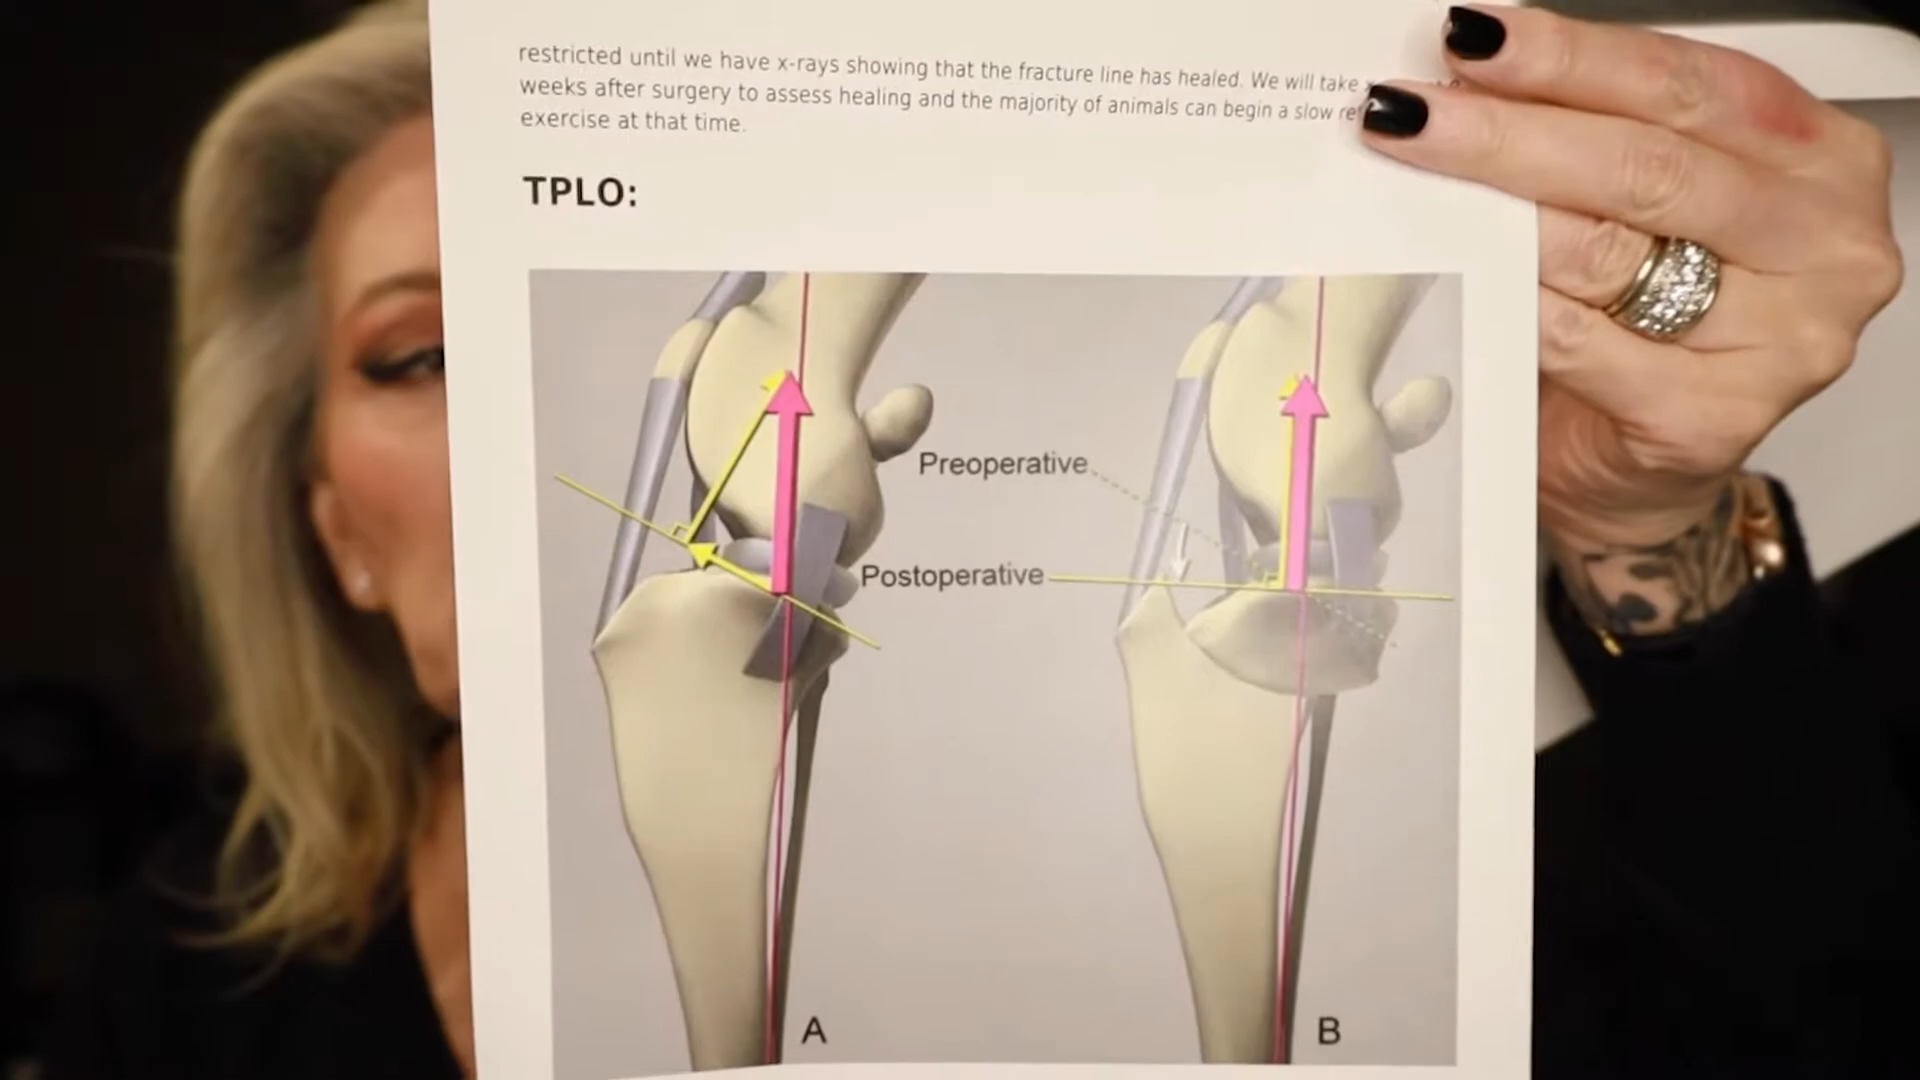 restricted until we have x-rays showing that the fracture line has healed. We will take
weeks after surgery to assess healing and the majority of animals can begin a slow
exercise at that time.
TPLO:
Preoperative
Postoperative
A
B